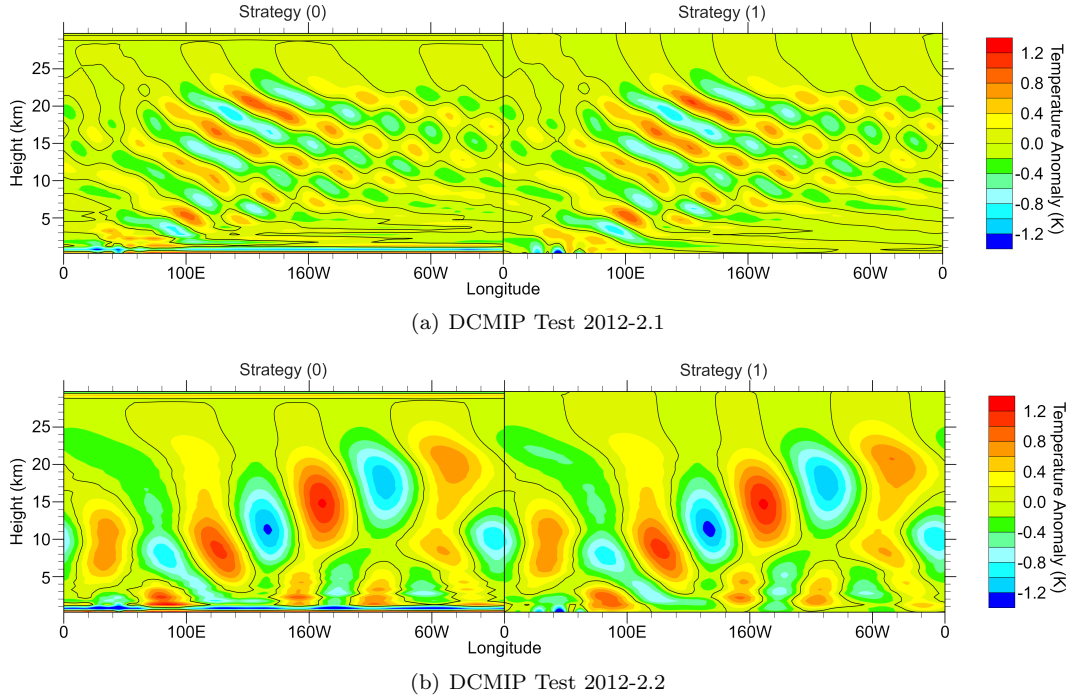 Strategy (0) Strategy (1)
Height (km)
25
20
15
10
5
0 100E 160W 60W 0 100E 160W 60W 0
Longitude
1.2
0.8
0.4
0.0
-0.4
-0.8
-1.2
Temperature Anomaly (K)
(a) DCMIP Test 2012-2.1
Strategy (0) Strategy (1)
Height (km)
25
20
15
10
5
0 100E 160W 60W 0 100E 160W 60W 0
Longitude
1.2
0.8
0.4
0.0
-0.4
-0.8
-1.2
Temperature Anomaly (K)
(b) DCMIP Test 2012-2.2